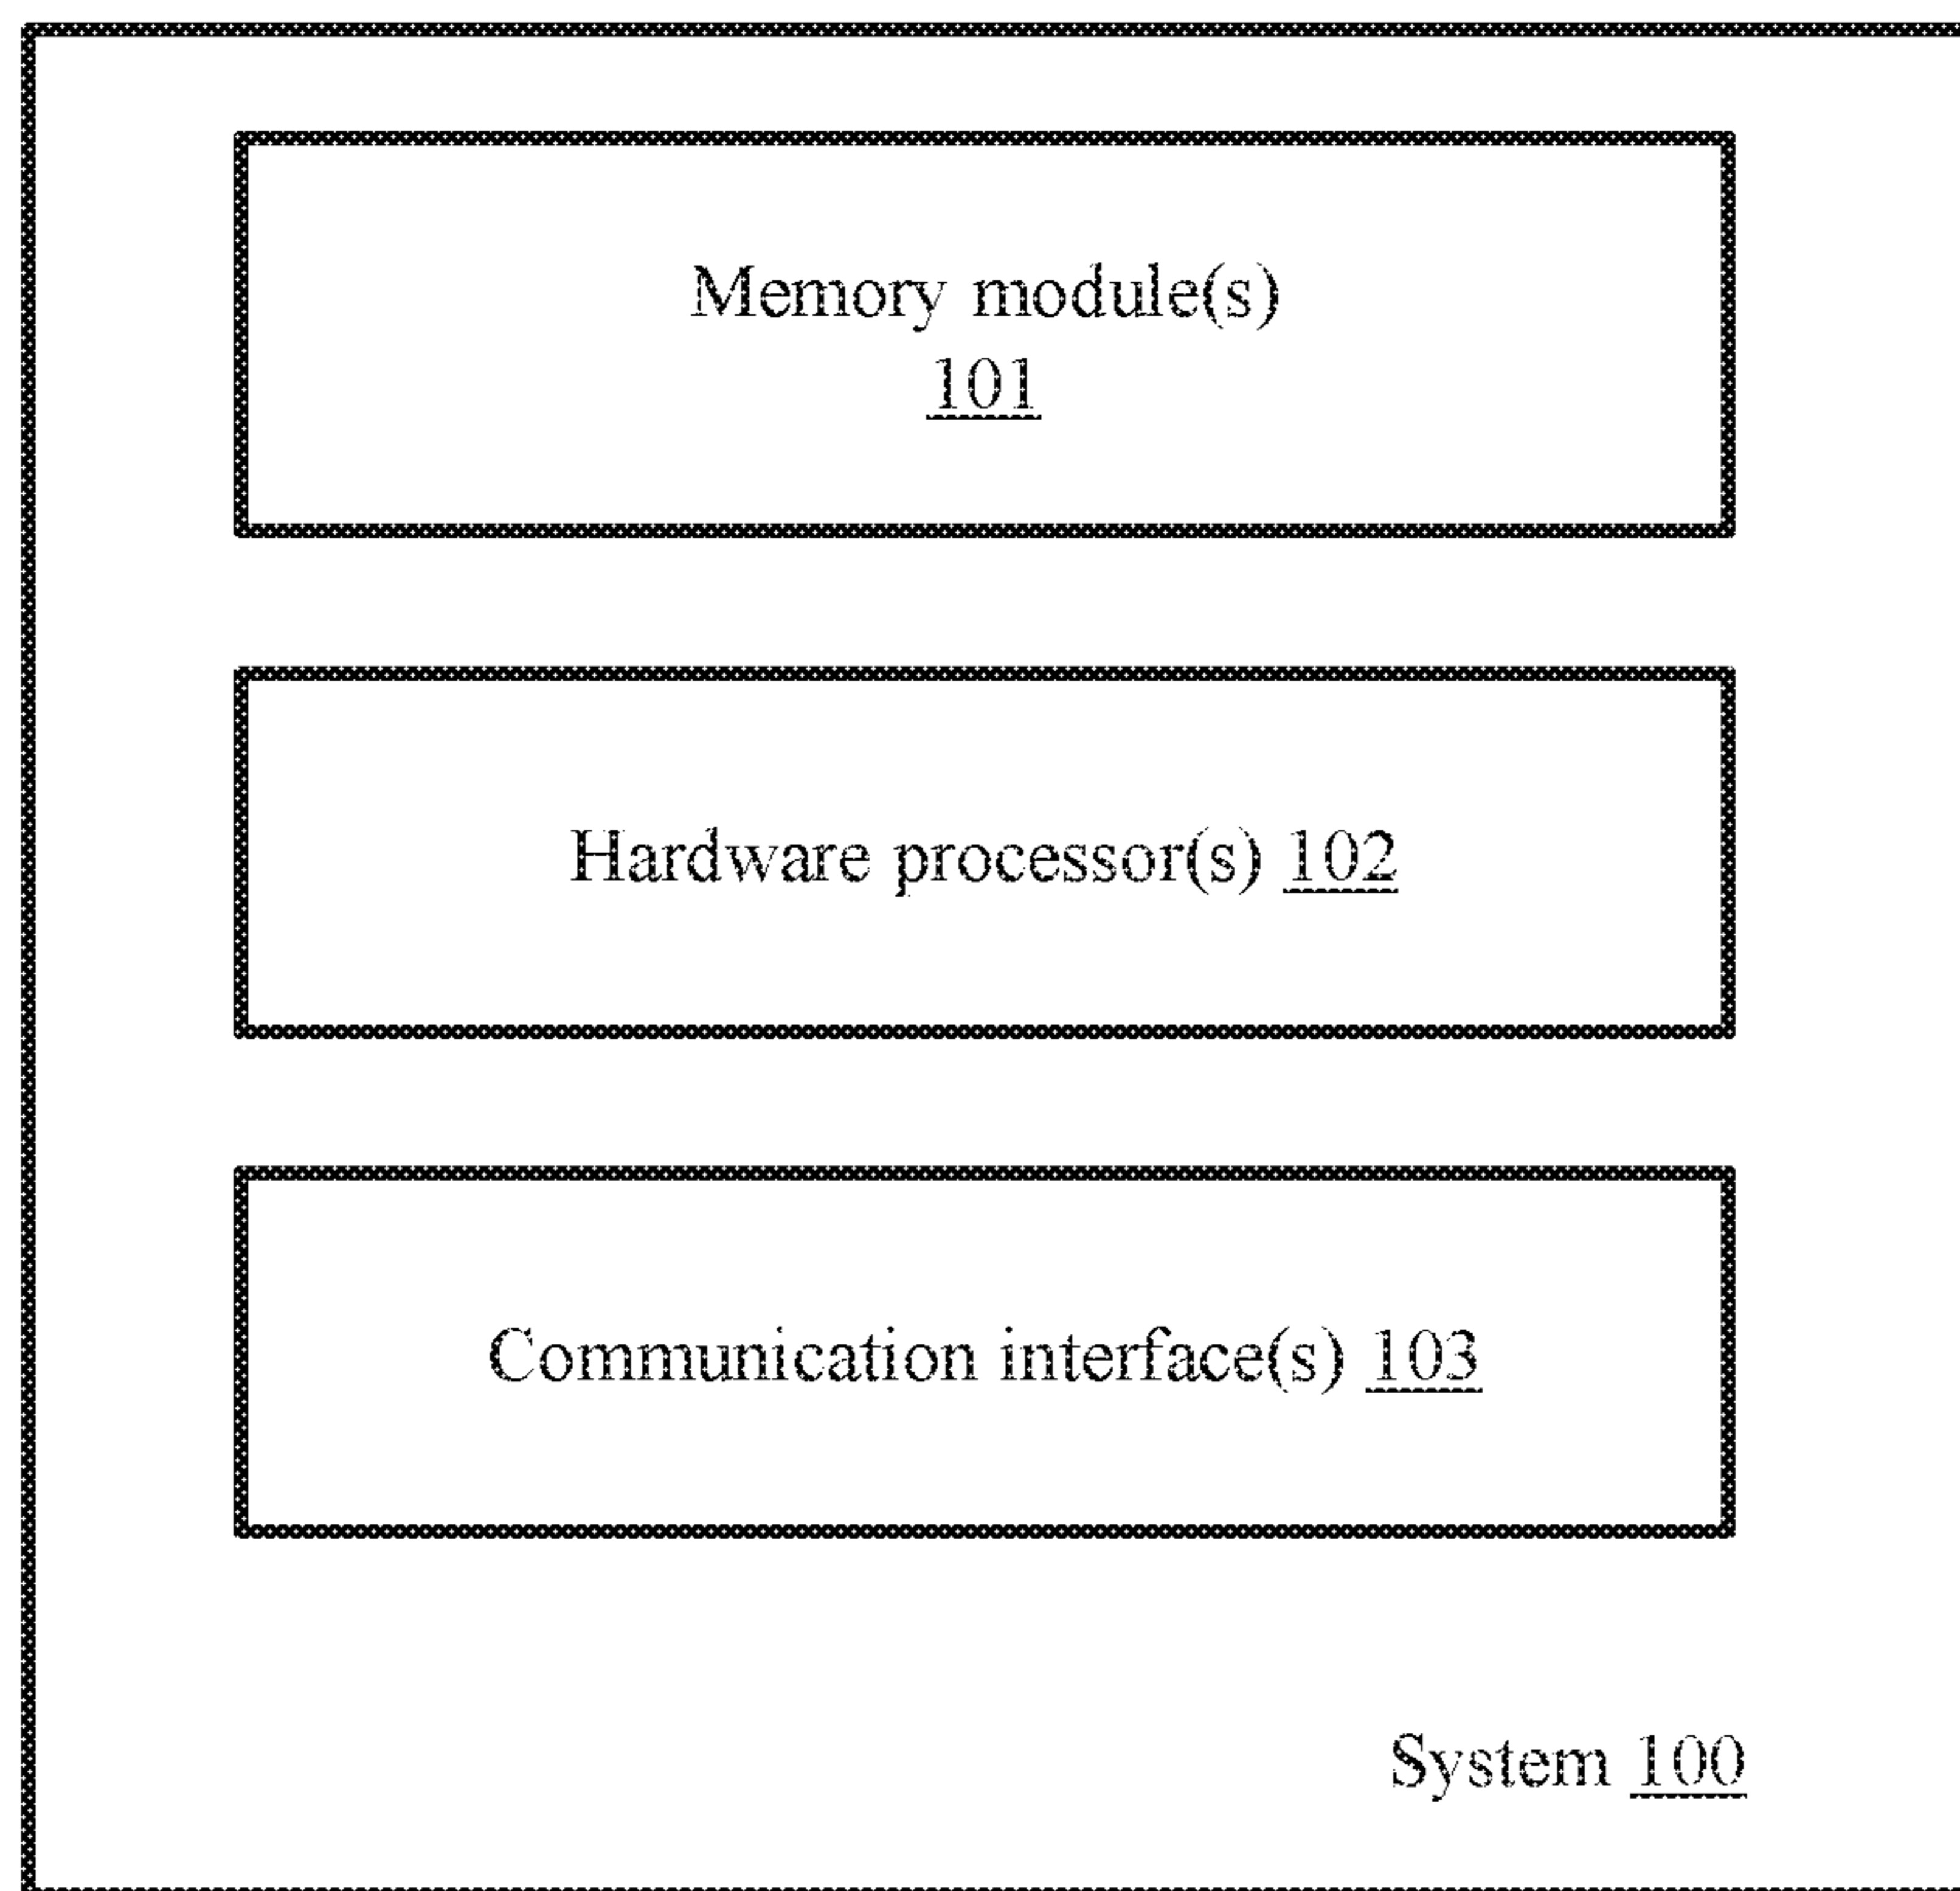 Memory module(s)
101
Hardware processor(s) 102
Communication interface(s) 103
System 100